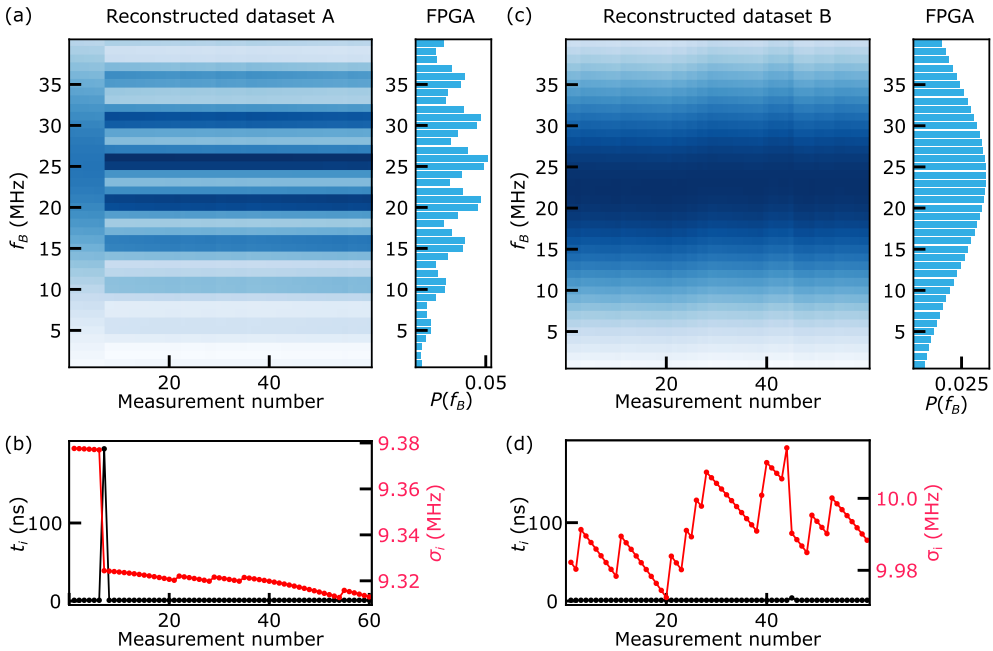 (a) Reconstructed dataset A FPGA
f_B (MHz)
35
30
25
20
15
10
5
20 40
Measurement number
0.05
P(f_B)
(c) Reconstructed dataset B FPGA
f_B (MHz)
35
30
25
20
15
10
5
20 40
Measurement number
0.025
P(f_B)
(b)
t_i (ns)
100
0
9.38
9.36
9.34
9.32
σ_i (MHz)
0 20 40 60
Measurement number
(d)
t_i (ns)
100
0
10.0
9.98
σ_i (MHz)
20 40
Measurement number